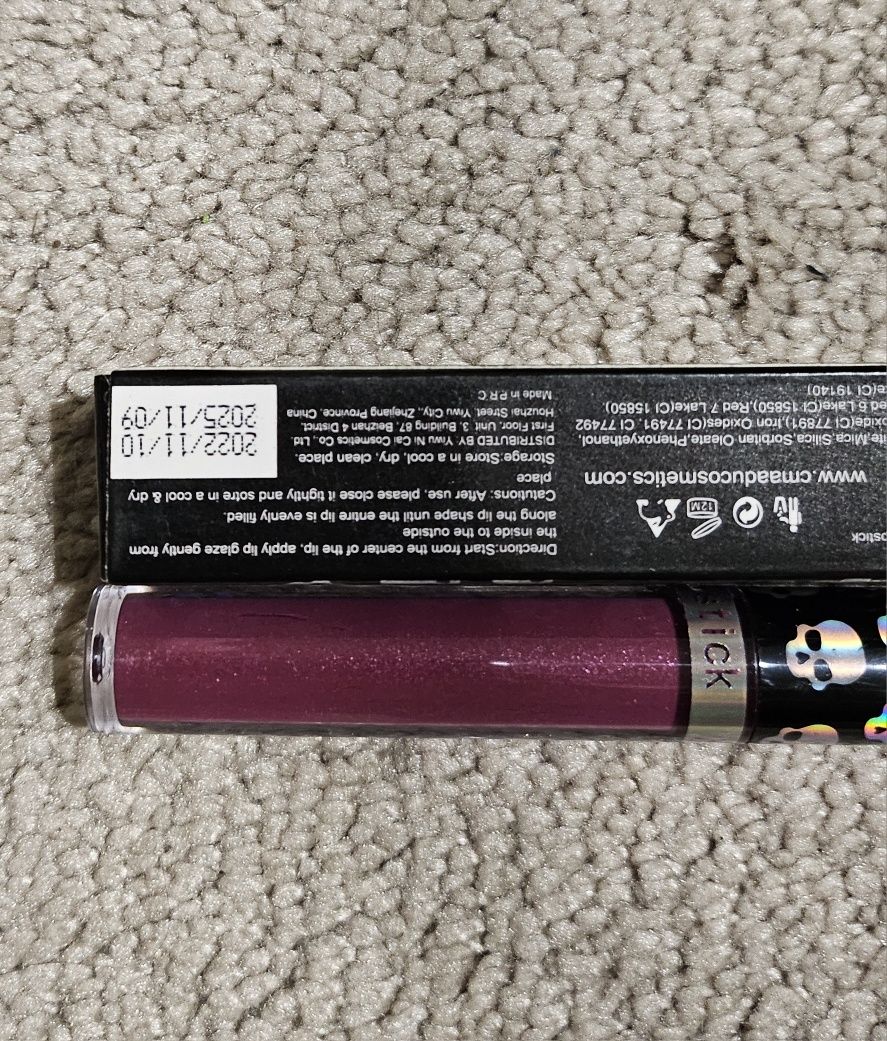 12M
www.cmaaducosmetics.com
Mica,Silica,Sorbitan Oleate,Phenoxyethanol,
(CI 77891),Iron Oxides(CI 77491, CI 77492
6 Lake(CI 15850),Red 7 Lake(CI 15850)
(CI 19140)
Direction:Start from the center of the lip, apply lip glaze gently from
the inside to the outside
along the lip shape until the entire lip is evenly filled.
Catutions: After use, please close it tightly and sotre in a cool & dry
place
Storage:Store in a dry, cool, clean place.
DISTRIBUTED BY: Yiwu Ni Cai Cosmetics Co., Ltd.
First Floor, Unit 3, Building 67, Beizhan 4 District,
Houzhai Street, Yiwu City,, Zhejiang Province, China
Made in P.R.C
2022/11/10
2025/11/09
stick